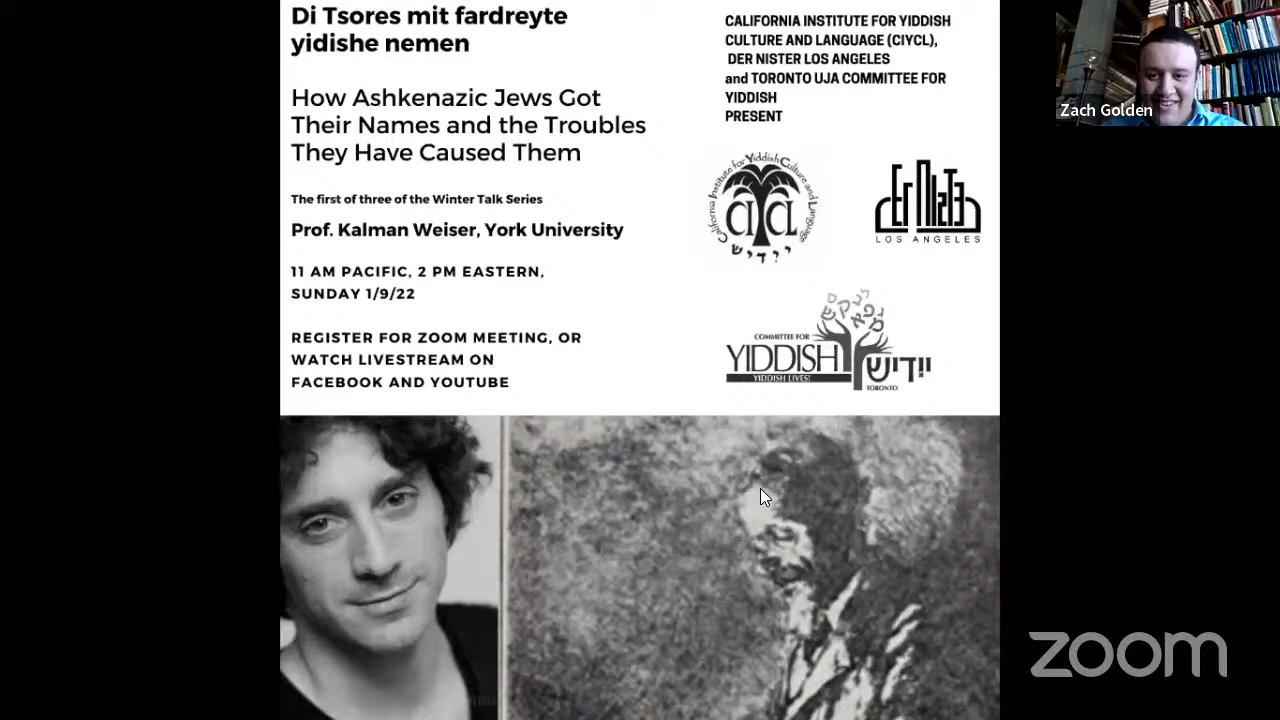 Di Tsores mit fardreyte
yidishe nemen
How Ashkenazic Jews Got
Their Names and the Troubles
They Have Caused Them
The first of three of the Winter Talk Series
Prof. Kalman Weiser, York University
11 AM PACIFIC, 2 PM EASTERN,
SUNDAY 1/9/22
REGISTER FOR ZOOM MEETING, OR
WATCH LIVESTREAM ON
FACEBOOK AND YOUTUBE
CALIFORNIA INSTITUTE FOR YIDDISH
CULTURE AND LANGUAGE (CIYCL),
DER NISTER LOS ANGELES
and TORONTO UJA COMMITTEE FOR
YIDDISH
PRESENT
California Institute for Yiddish Culture and Language
CIYCL
ייִדיש
DER NISTER
LOS ANGELES
COMMITTEE FOR
YIDDISH
YIDDISH LIVES!
ייִדיש
TORONTO
Zach Golden
zoom